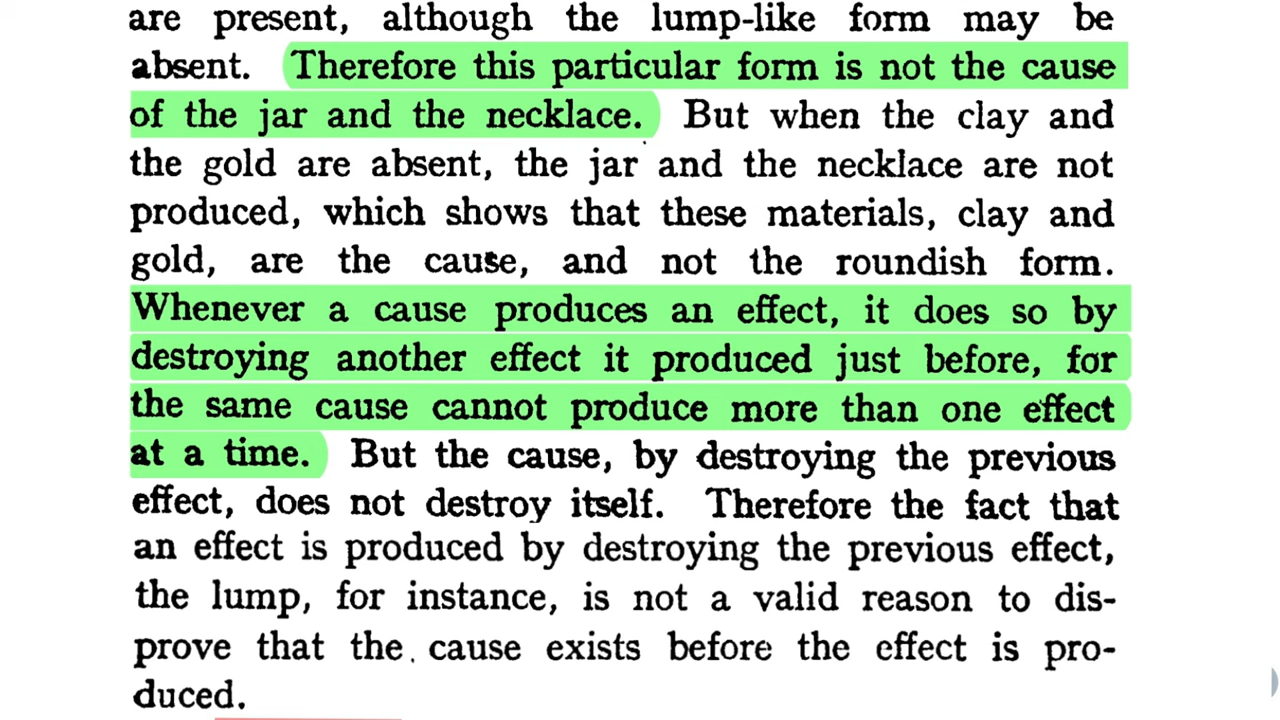 are present, although the lump-like form may be
absent. Therefore this particular form is not the cause
of the jar and the necklace. But when the clay and
the gold are absent, the jar and the necklace are not
produced, which shows that these materials, clay and
gold, are the cause, and not the roundish form.
Whenever a cause produces an effect, it does so by
destroying another effect it produced just before, for
the same cause cannot produce more than one effect
at a time. But the cause, by destroying the previous
effect, does not destroy itself. Therefore the fact that
an effect is produced by destroying the previous effect,
the lump, for instance, is not a valid reason to dis-
prove that the cause exists before the effect is pro-
duced.